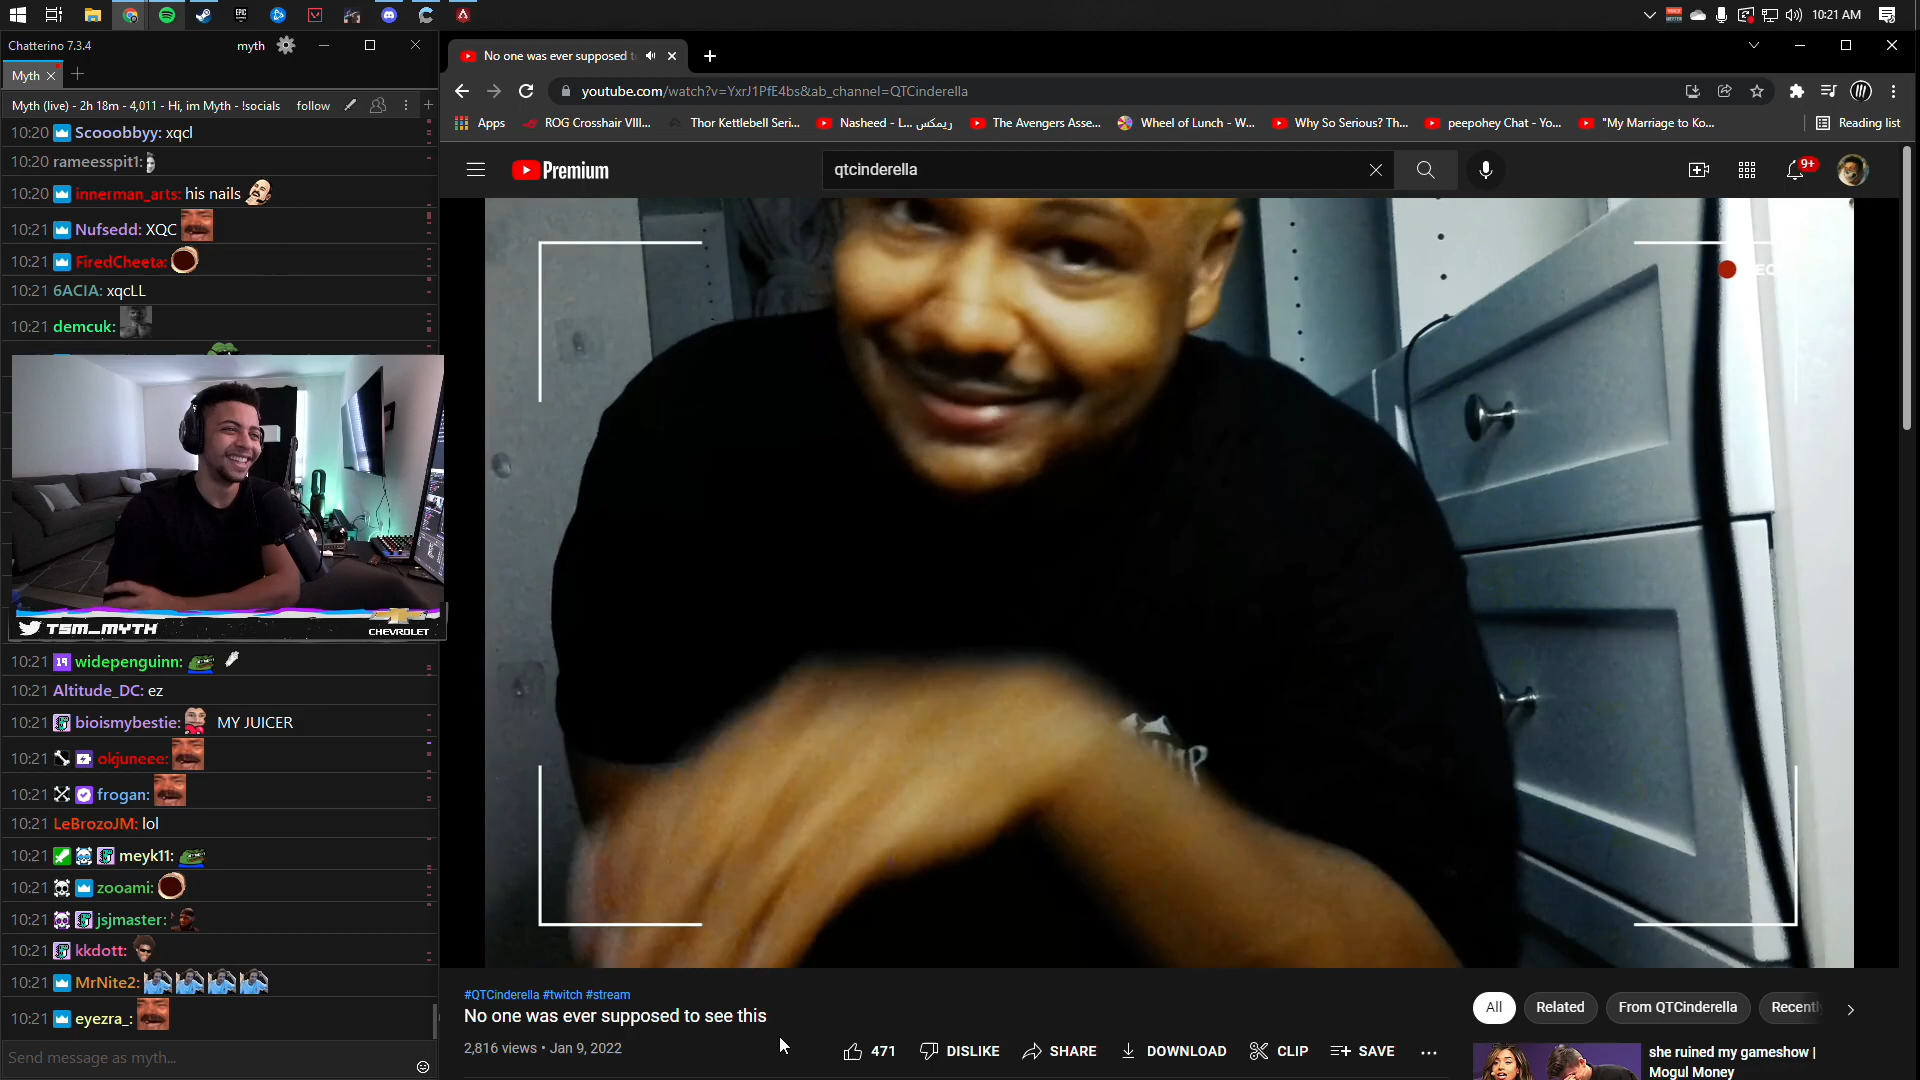 10:21 AM
Chatterino 7.3.4
myth
Myth
Myth (live) - 2h 18m - 4,011 - Hi, im Myth - !socials
follow
10:20 Scooobbyy: xqcl
10:20 rameesspit1:
10:20 innerman_arts: his nails
10:21 Nufsedd: XQC
10:21 FiredCheeta:
10:21 6ACIA: xqcLL
10:21 demcuk:
TSM_MYTH
CHEVROLET
10:21 19 widepenguinn:
10:21 Altitude_DC: ez
10:21 bioismybestie: MY JUICER
10:21 okjuneee:
10:21 frogan:
10:21 LeBrozoJM: lol
10:21 meyk11:
10:21 zooami:
10:21 jsjmaster:
10:21 kkdott:
10:21 MrNite2:
10:21 eyezra_:
Send message as myth...
No one was ever supposed t
youtube.com/watch?v=YxrJ1PfE4bs&ab_channel=QTCinderella
Apps
ROG Crosshair VIII...
Thor Kettlebell Seri...
Nasheed - L... ريمكس
The Avengers Asse...
Wheel of Lunch - W...
Why So Serious? Th...
peepohey Chat - Yo...
"My Marriage to Ko...
Reading list
Premium
qtcinderella
9+
#QTCinderella #twitch #stream
No one was ever supposed to see this
2,816 views • Jan 9, 2022
471
DISLIKE
SHARE
DOWNLOAD
CLIP
SAVE
All
Related
From QTCinderella
Recentl
she ruined my gameshow |
Mogul Money